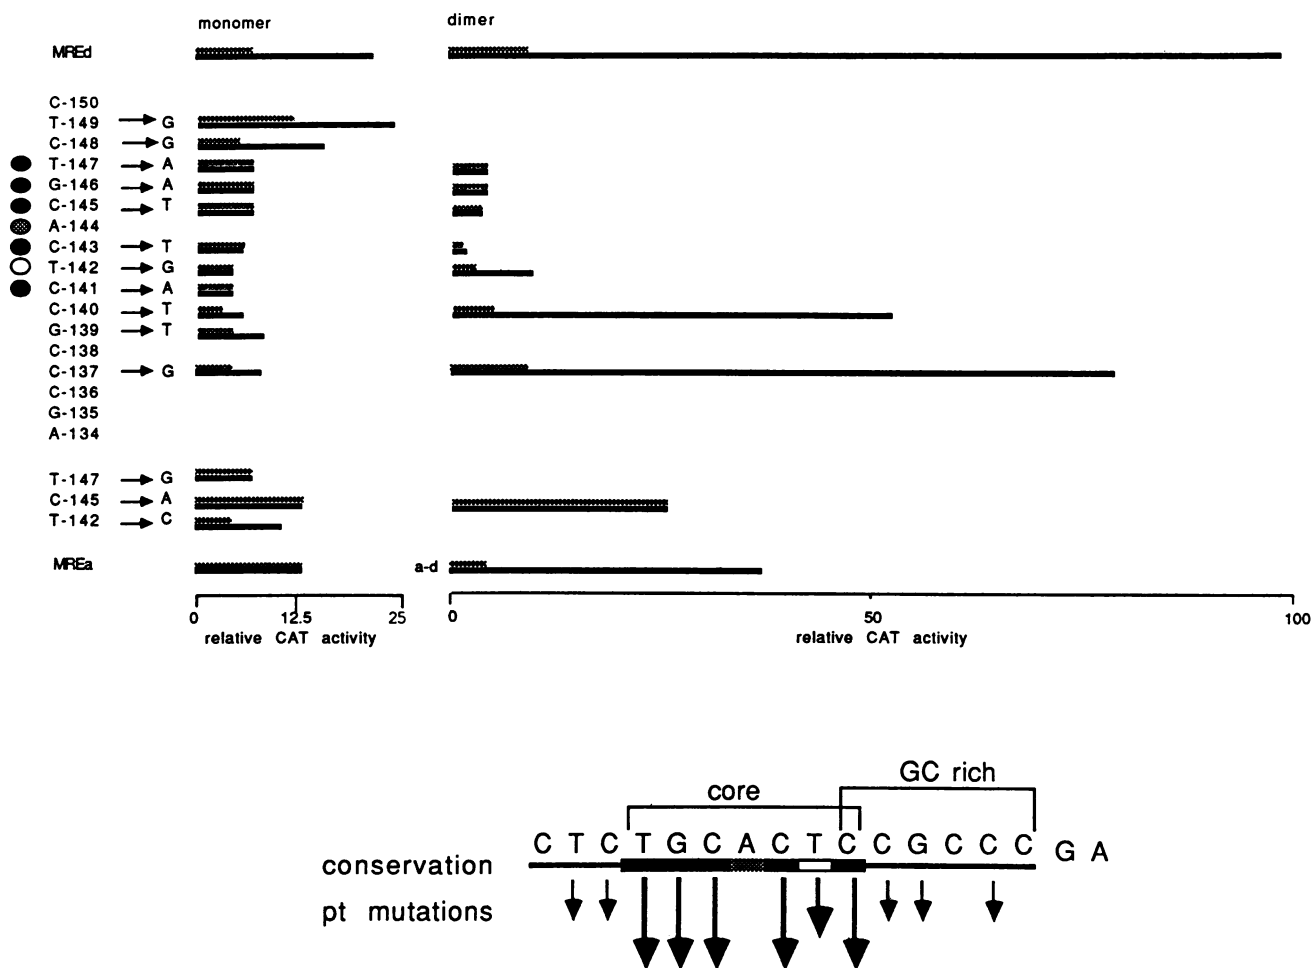 monomer dimer
MREd
C-150
T-149 G
C-148 G
T-147 A
G-146 A
C-145 T
A-144
C-143 T
T-142 G
C-141 A
C-140 T
G-139 T
C-138
C-137 G
C-136
G-135
A-134
T-147 G
C-145 A
T-142 C
MREa a-d
0 12.5 25 0 50 100
relative CAT activity relative CAT activity
GC rich
core
C T C T G C A C T C C G C C C G A
conservation
pt mutations